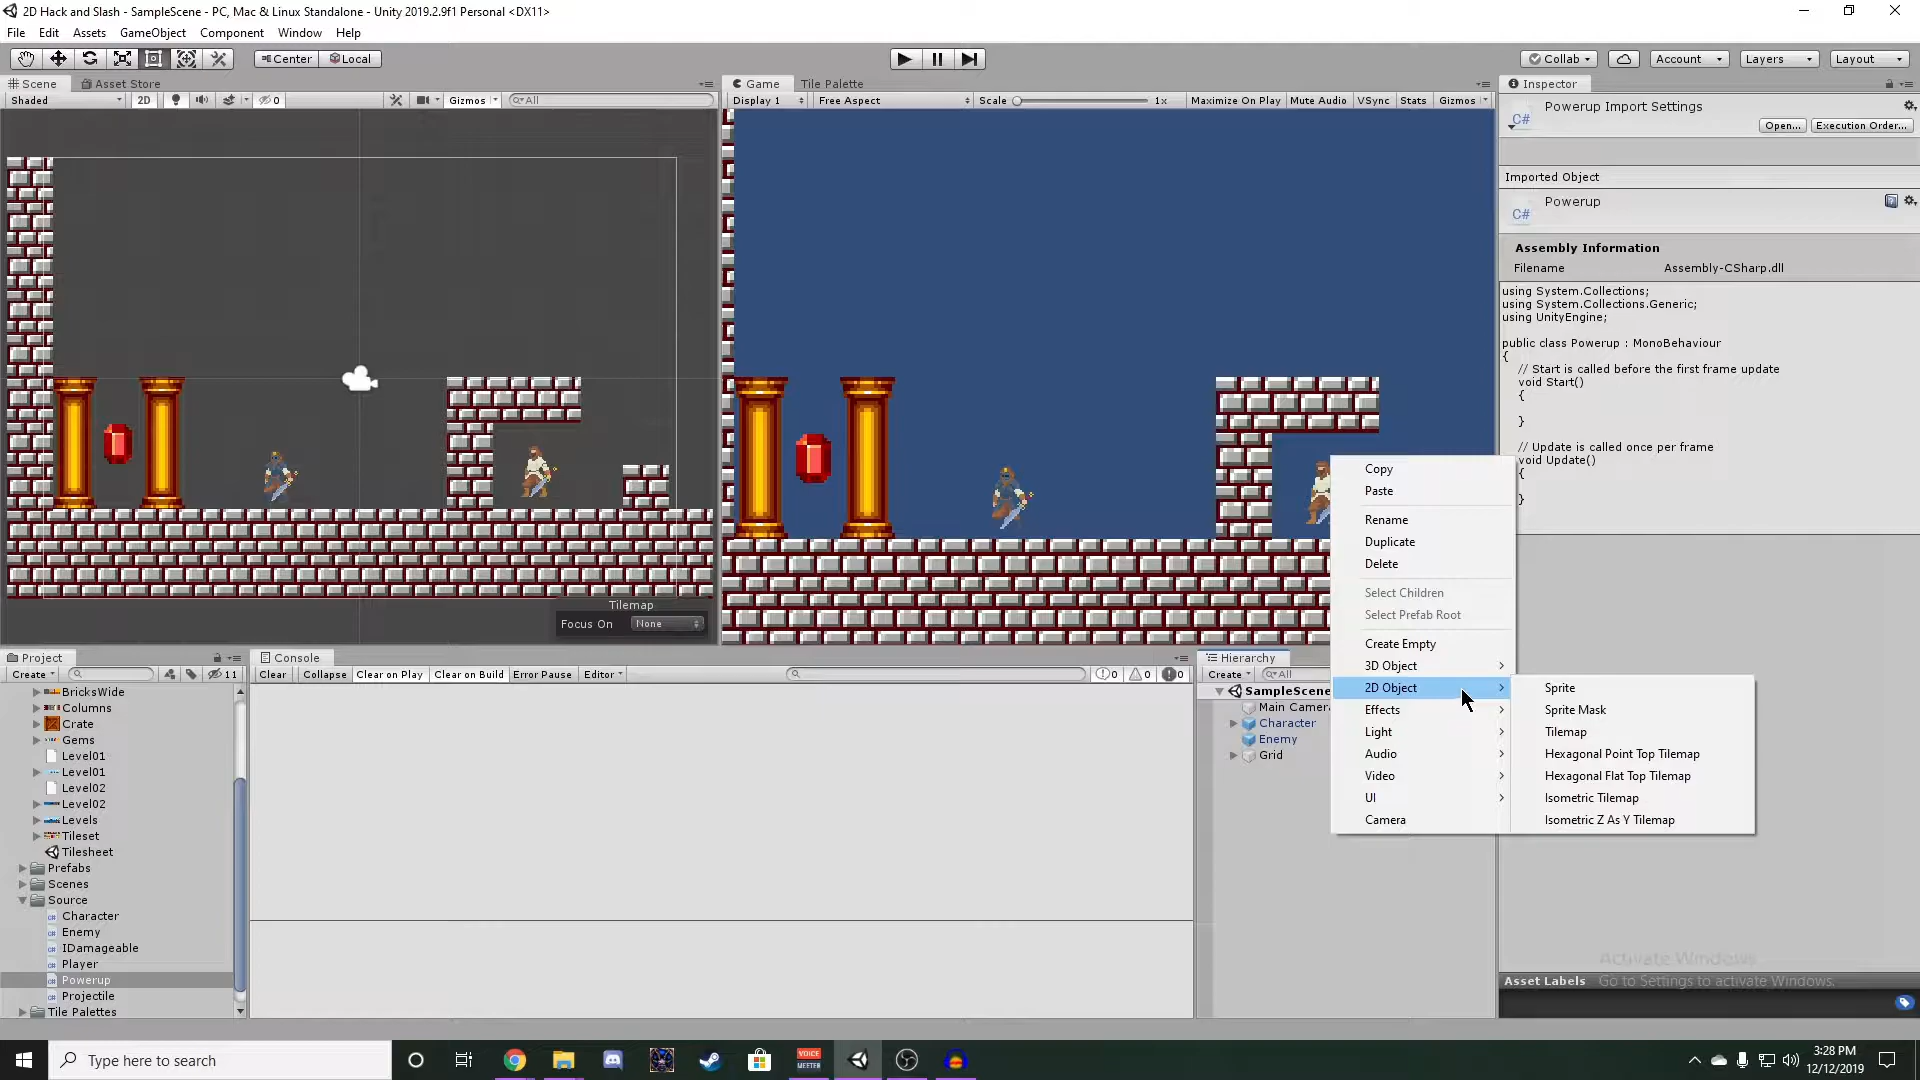 2D Hack and Slash - SampleScene - PC, Mac & Linux Standalone - Unity 2019.2.9f1 Personal <DX11>
File Edit Assets GameObject Component Window Help
Center Local Collab Account Layers Layout
Scene Asset Store
Shaded 2D 0 Gizmos All
Game Tile Palette
Display 1 Free Aspect Scale 1x Maximize On Play Mute Audio VSync Stats Gizmos
Inspector
Powerup Import Settings
C#
Open... Execution Order...
Imported Object
Powerup
C#
Assembly Information
Filename Assembly-CSharp.dll
using System.Collections;
using System.Collections.Generic;
using UnityEngine;
public class Powerup : MonoBehaviour
{
// Start is called before the first frame update
void Start()
{
}
// Update is called once per frame
void Update()
{
}
Tilemap
Focus On None
Copy
Paste
Rename
Duplicate
Delete
Select Children
Select Prefab Root
Create Empty
3D Object
2D Object
Effects
Light
Audio
Video
UI
Camera
Sprite
Sprite Mask
Tilemap
Hexagonal Point Top Tilemap
Hexagonal Flat Top Tilemap
Isometric Tilemap
Isometric Z As Y Tilemap
Project
Create 11
BricksWide
Columns
Crate
Gems
Level01
Level01
Level02
Level02
Levels
Tileset
Tilesheet
Prefabs
Scenes
Source
Character
Enemy
IDamageable
Player
Powerup
Projectile
Tile Palettes
Console
Clear Collapse Clear on Play Clear on Build Error Pause Editor 0 0 0
Hierarchy
Create All
SampleScene
Main Camera
Character
Enemy
Grid
Activate Windows
Go to Settings to activate Windows.
Asset Labels
Type here to search
VOICE
MEETER
3:28 PM
12/12/2019